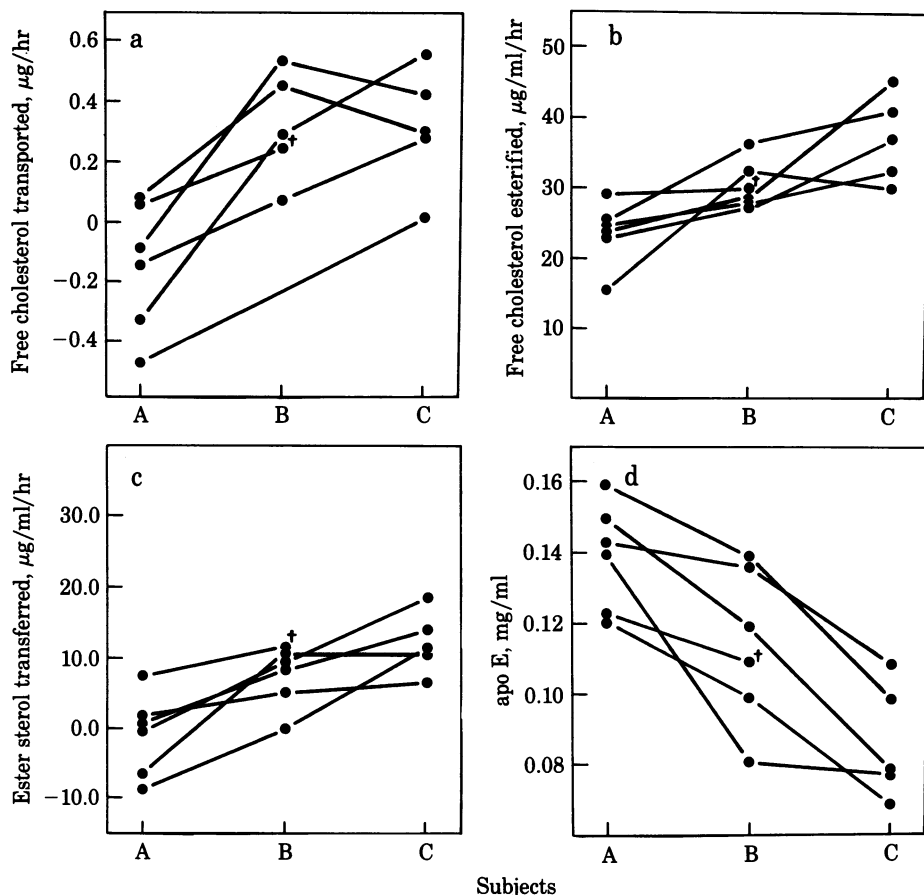 a
Free cholesterol transported, μg/hr
0.6
0.4
0.2
0
−0.2
−0.4
†
A B C
b
Free cholesterol esterified, μg/ml/hr
50
40
30
20
10
†
A B C
c
Ester sterol transferred, μg/ml/hr
30.0
20.0
10.0
0.0
−10.0
†
A B C
d
apo E, mg/ml
0.16
0.14
0.12
0.10
0.08
†
A B C
Subjects